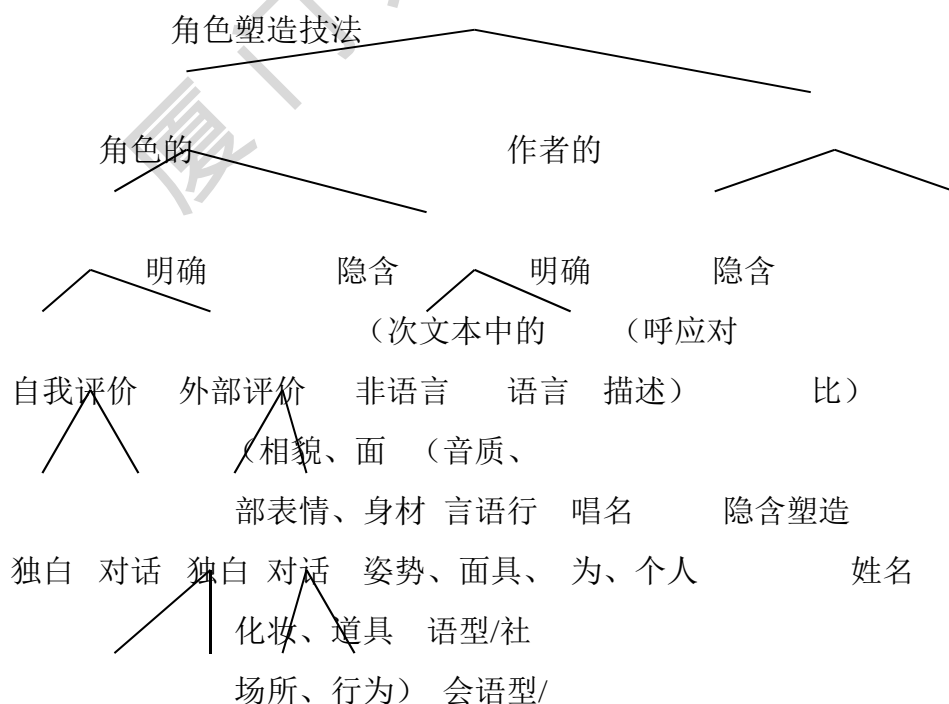 角色塑造技法
角色的 作者的
明确 隐含 明确 隐含
（次文本中的 （呼应对
自我评价 外部评价 非语言 语言 描述） 比）
（相貌、面 （音质、
部表情、身材 言语行 唱名 隐含塑造
独白 对话 独白 对话 姿势、面具、 为、个人 姓名
化妆、道具 语型/社
场所、行为） 会语型/
厦门